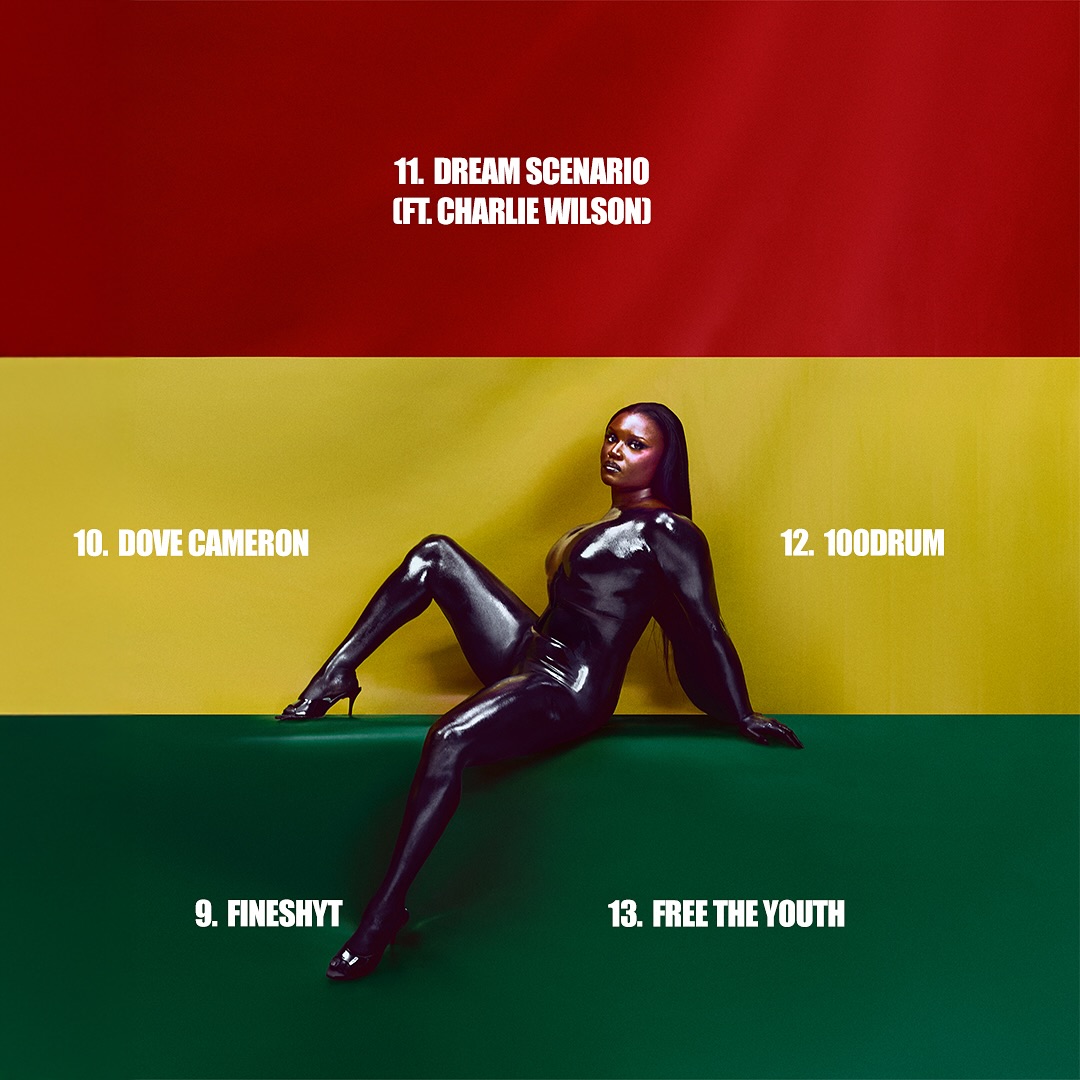 11. DREAM SCENARIO
(FT. CHARLIE WILSON)
10. DOVE CAMERON
12. 100DRUM
9. FINESHYT
13. FREE THE YOUTH